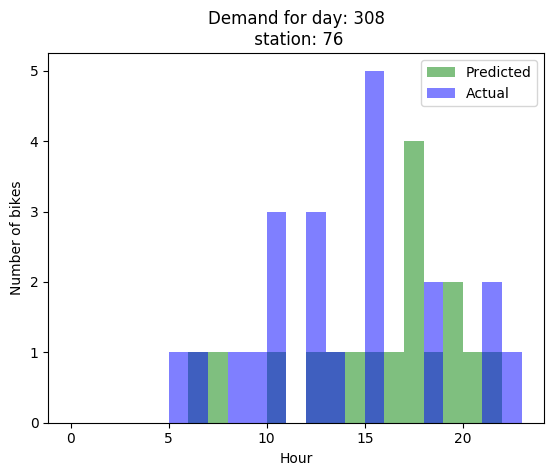 Demand for day: 308
station: 76
Predicted
Actual
Number of bikes
5
4
3
2
1
0
0
5
10
15
20
Hour